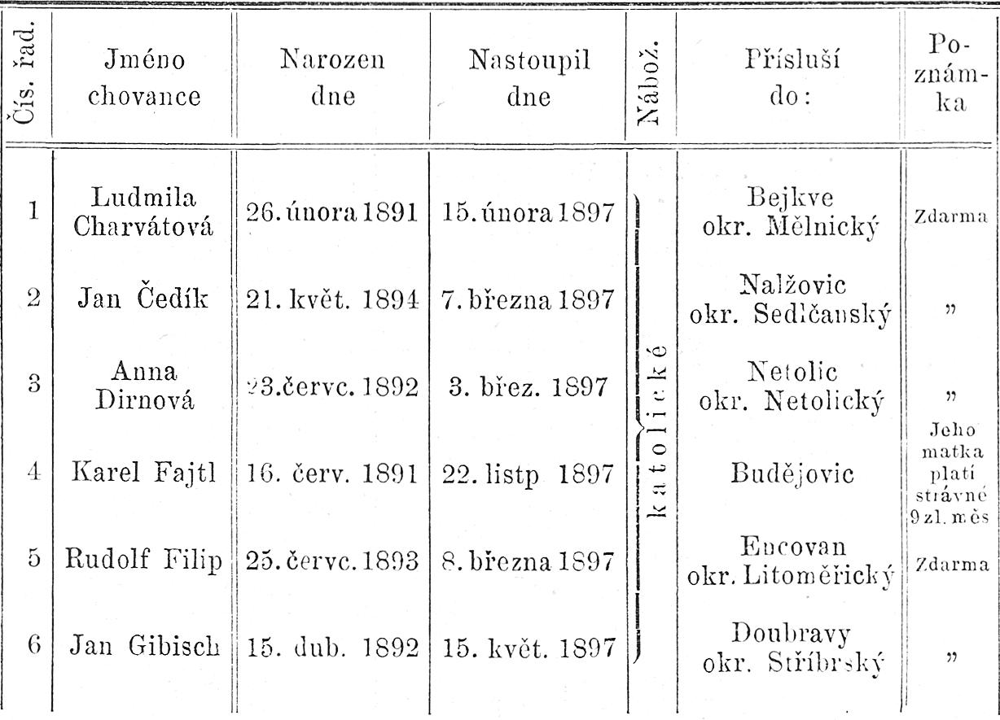 Čís. řad.
Jméno
chovance
Narozen
dne
Nastoupil
dne
Nábož.
Přísluší
do:
Po-
znám-
ka
1
Ludmila
Charvátová
26. února 1891
15. února 1897
Bejkve
okr. Mělnický
Zdarma
2
Jan Čedík
21. květ. 1894
7. března 1897
Nalžovic
okr. Sedlčanský
„
3
Anna
Dirnová
23. červc. 1892
3. břez. 1897
Netolic
okr. Netolický
„
katolické
4
Karel Fajtl
16. červ. 1891
22. listp 1897
Budějovic
Jeho
matka
platí
strávné
9 zl. měs
5
Rudolf Filip
25. červc. 1893
8. března 1897
Encovan
okr. Litoměřický
Zdarma
6
Jan Gibisch
15. dub. 1892
15. květ. 1897
Doubravy
okr. Stříbrský
„